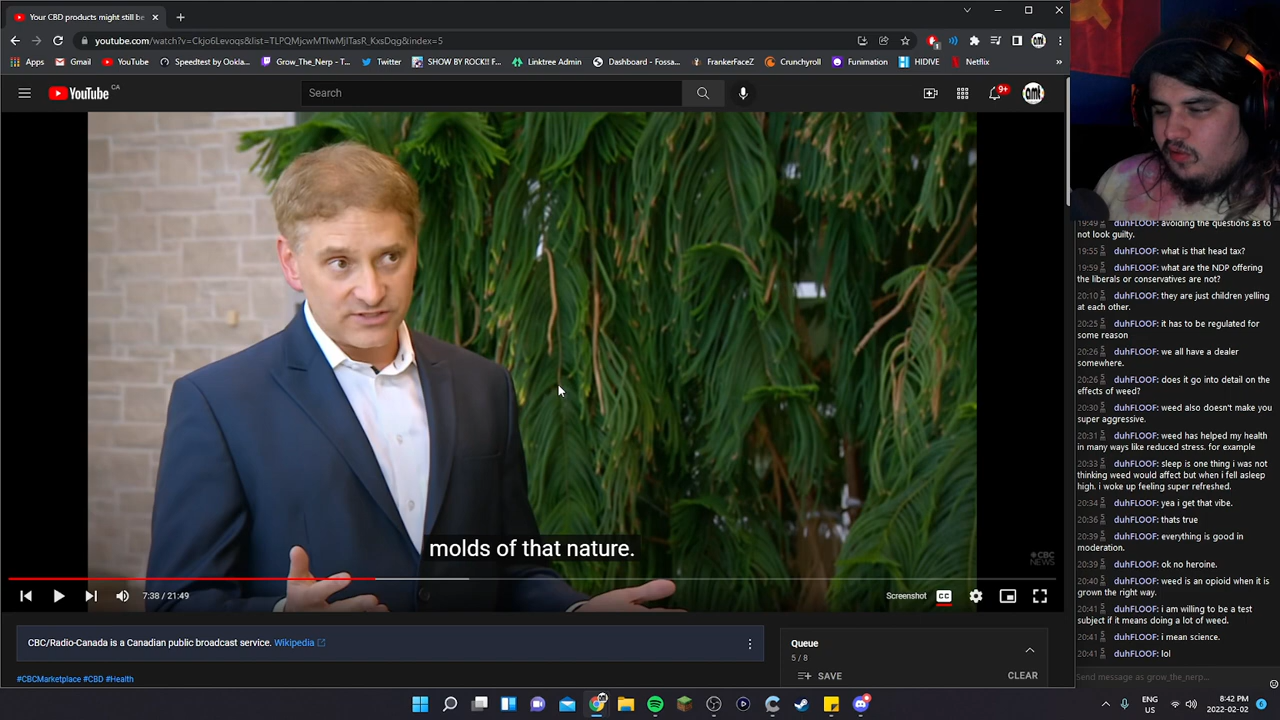 Your CBD products might still be
youtube.com/watch?v=Ckjo6Levoqs&list=TLPQMjcwMTIwMjITasR_KxsDqg&index=5
Apps Gmail YouTube Speedtest by Ookla... Grow_The_Nerp - T... Twitter SHOW BY ROCK!! F... Linktree Admin Dashboard - Fossa... FrankerFaceZ Crunchyroll Funimation HIDIVE Netflix »
YouTube CA
Search
9+
amt
CBC
NEWS
molds of that nature.
7:38 / 21:49
Screenshot
CC
CBC/Radio-Canada is a Canadian public broadcast service. Wikipedia
#CBCMarketplace #CBD #Health
Queue
5 / 8
SAVE
CLEAR
19:49 duhFLOOF: avoiding the questions as to
not look guilty.
19:55 duhFLOOF: what is that head tax?
19:59 duhFLOOF: what are the NDP offering
the liberals or conservatives are not?
20:10 duhFLOOF: they are just children yelling
at each other.
20:25 duhFLOOF: it has to be regulated for
some reason
20:26 duhFLOOF: we all have a dealer
somewhere.
20:26 duhFLOOF: does it go into detail on the
effects of weed?
20:30 duhFLOOF: weed also doesn't make you
super aggressive.
20:31 duhFLOOF: weed has helped my health
in many ways like reduced stress. for example
20:33 duhFLOOF: sleep is one thing i was not
thinking weed would affect but when i fell asleep
high. i woke up feeling super refreshed.
20:34 duhFLOOF: yea i get that vibe.
20:36 duhFLOOF: thats true
20:39 duhFLOOF: everything is good in
moderation.
20:39 duhFLOOF: ok no heroine.
20:40 duhFLOOF: weed is an opioid when it is
grown the right way.
20:41 duhFLOOF: i am willing to be a test
subject if it means doing a lot of weed.
20:41 duhFLOOF: i mean science.
20:41 duhFLOOF: lol
Send message as grow_the_nerp...
ENG
US
8:42 PM
2022-02-02
6